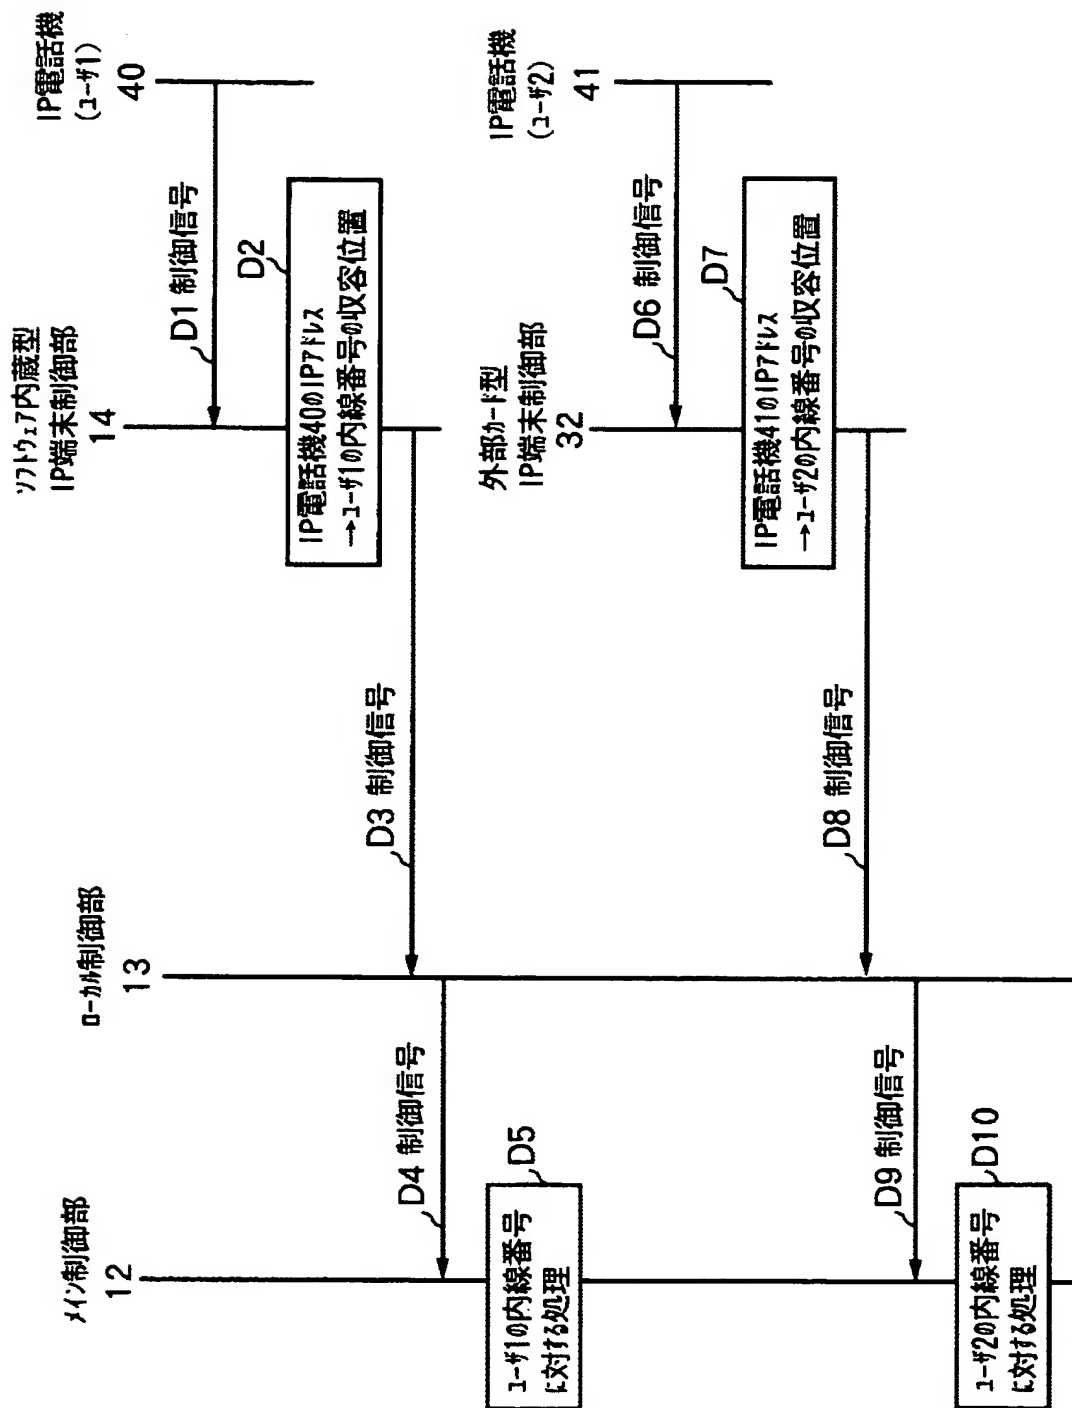 メイン制御部
12
ローカル制御部
13
ソフトウェア内蔵型
IP端末制御部
14
IP電話機
(ユーザ1)
40
D1 制御信号
D2
IP電話機40のIPアドレス
→ユーザ1の内線番号の収容位置
D3 制御信号
D4 制御信号
D5
ユーザ1の内線番号
に対する処理
外部カード型
IP端末制御部
32
IP電話機
(ユーザ2)
41
D6 制御信号
D7
IP電話機41のIPアドレス
→ユーザ2の内線番号の収容位置
D8 制御信号
D9 制御信号
D10
ユーザ2の内線番号
に対する処理